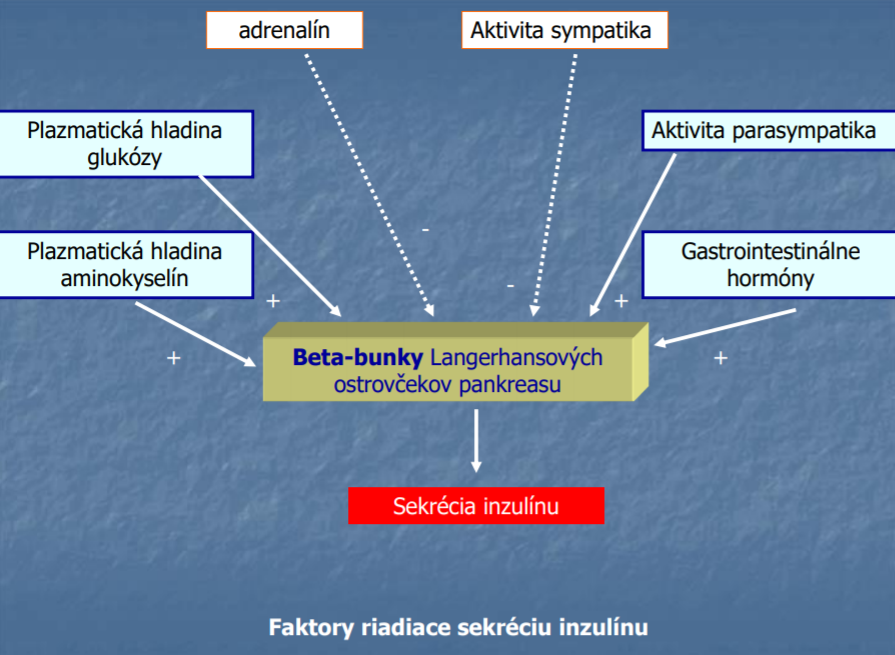 adrenalín
Aktivita sympatika
Plazmatická hladina
glukózy
Aktivita parasympatika
-
Plazmatická hladina
aminokyselín
Gastrointestinálne
hormóny
-
+
+
+
+
Beta-bunky Langerhansových
ostrovčekov pankreasu
Sekrécia inzulínu
Faktory riadiace sekréciu inzulínu